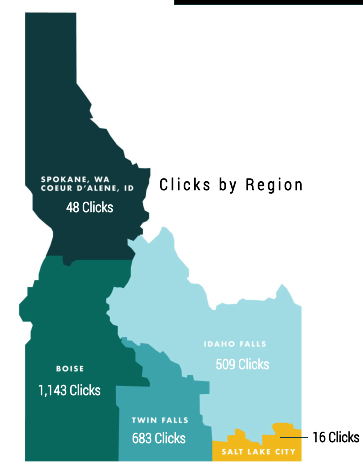 SPOKANE, WA
COEUR D'ALENE, ID
48 Clicks
Clicks by Region
IDAHO FALLS
509 Clicks
BOISE
1,143 Clicks
TWIN FALLS
683 Clicks
16 Clicks
SALT LAKE CITY